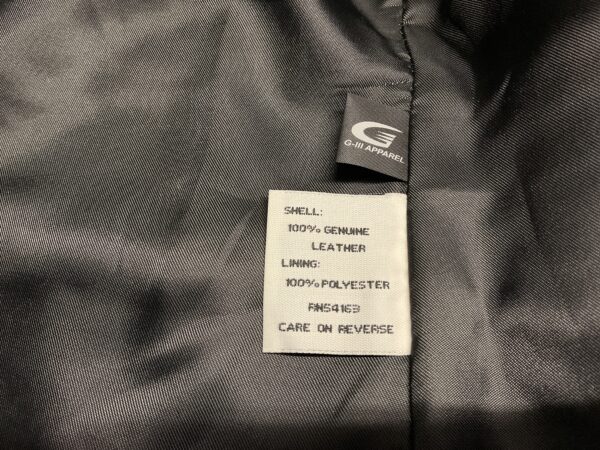 G-III APPAREL
SHELL:
100% GENUINE
LEATHER
LINING:
100% POLYESTER
RN54163
CARE ON REVERSE